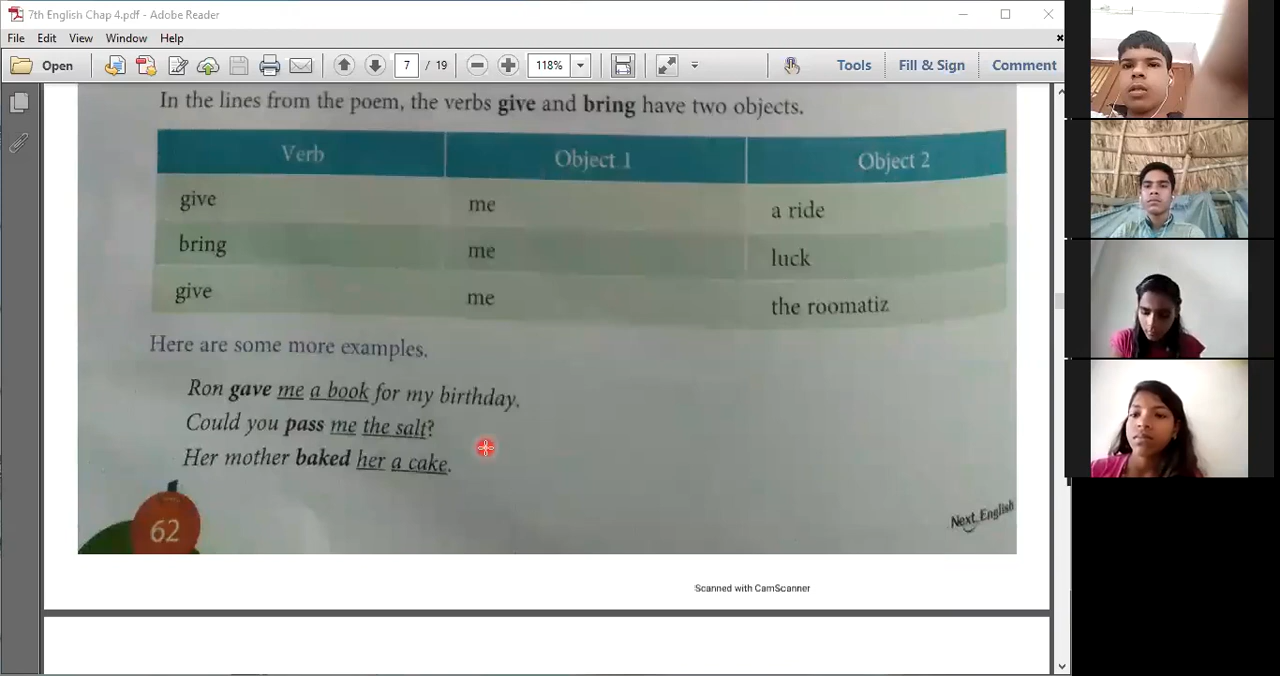 7th English Chap 4.pdf - Adobe Reader
File Edit View Window Help
Open 7 / 19 118% Tools Fill & Sign Comment
In the lines from the poem, the verbs give and bring have two objects.
Verb Object 1 Object 2
give me a ride
bring me luck
give me the roomatiz
Here are some more examples.
Ron gave me a book for my birthday.
Could you pass me the salt?
Her mother baked her a cake.
62
Next English
Scanned with CamScanner